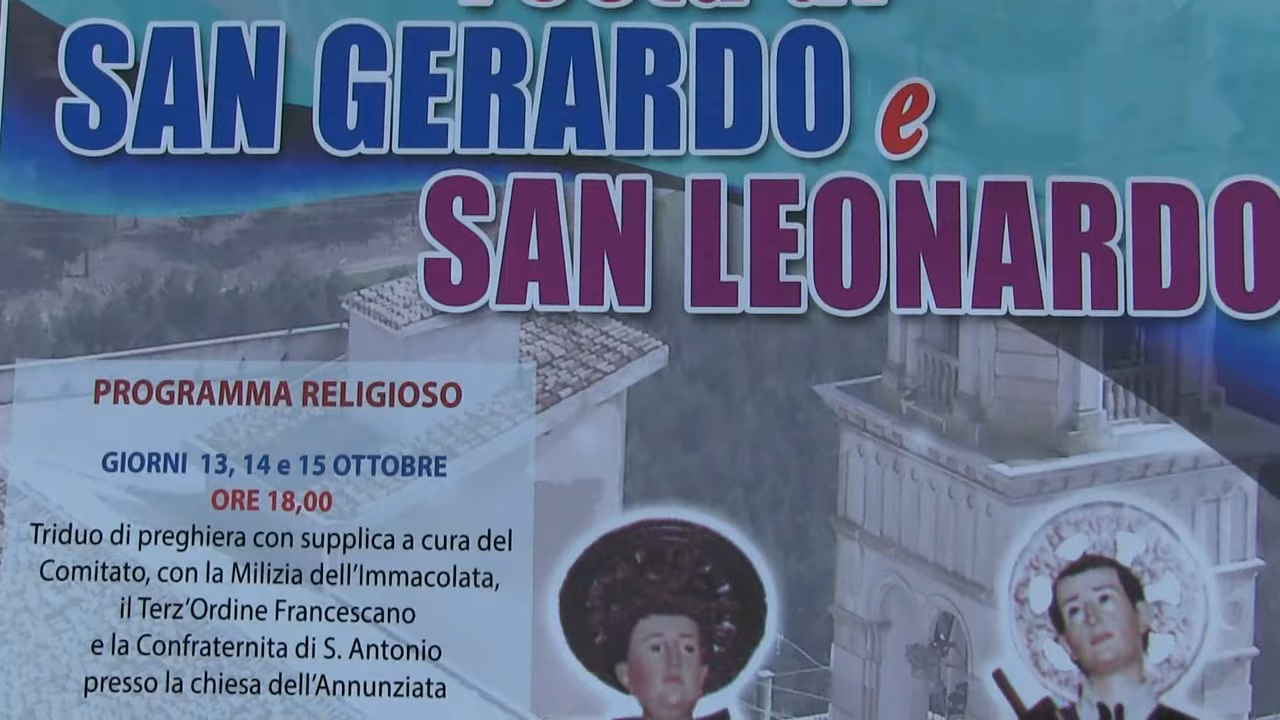 SAN GERARDO e
SAN LEONARDO
PROGRAMMA RELIGIOSO
GIORNI 13, 14 e 15 OTTOBRE
ORE 18,00
Triduo di preghiera con supplica a cura del
Comitato, con la Milizia dell'Immacolata,
il Terz'Ordine Francescano
e la Confraternita di S. Antonio
presso la chiesa dell'Annunziata